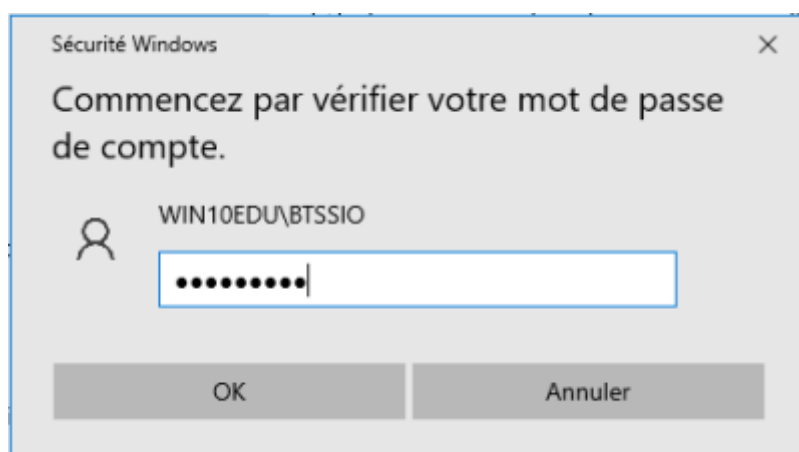 Sécurité Windows
Commencez par vérifier votre mot de passe
de compte.
WIN10EDU\BTSSIO
•••••••••
OK
Annuler